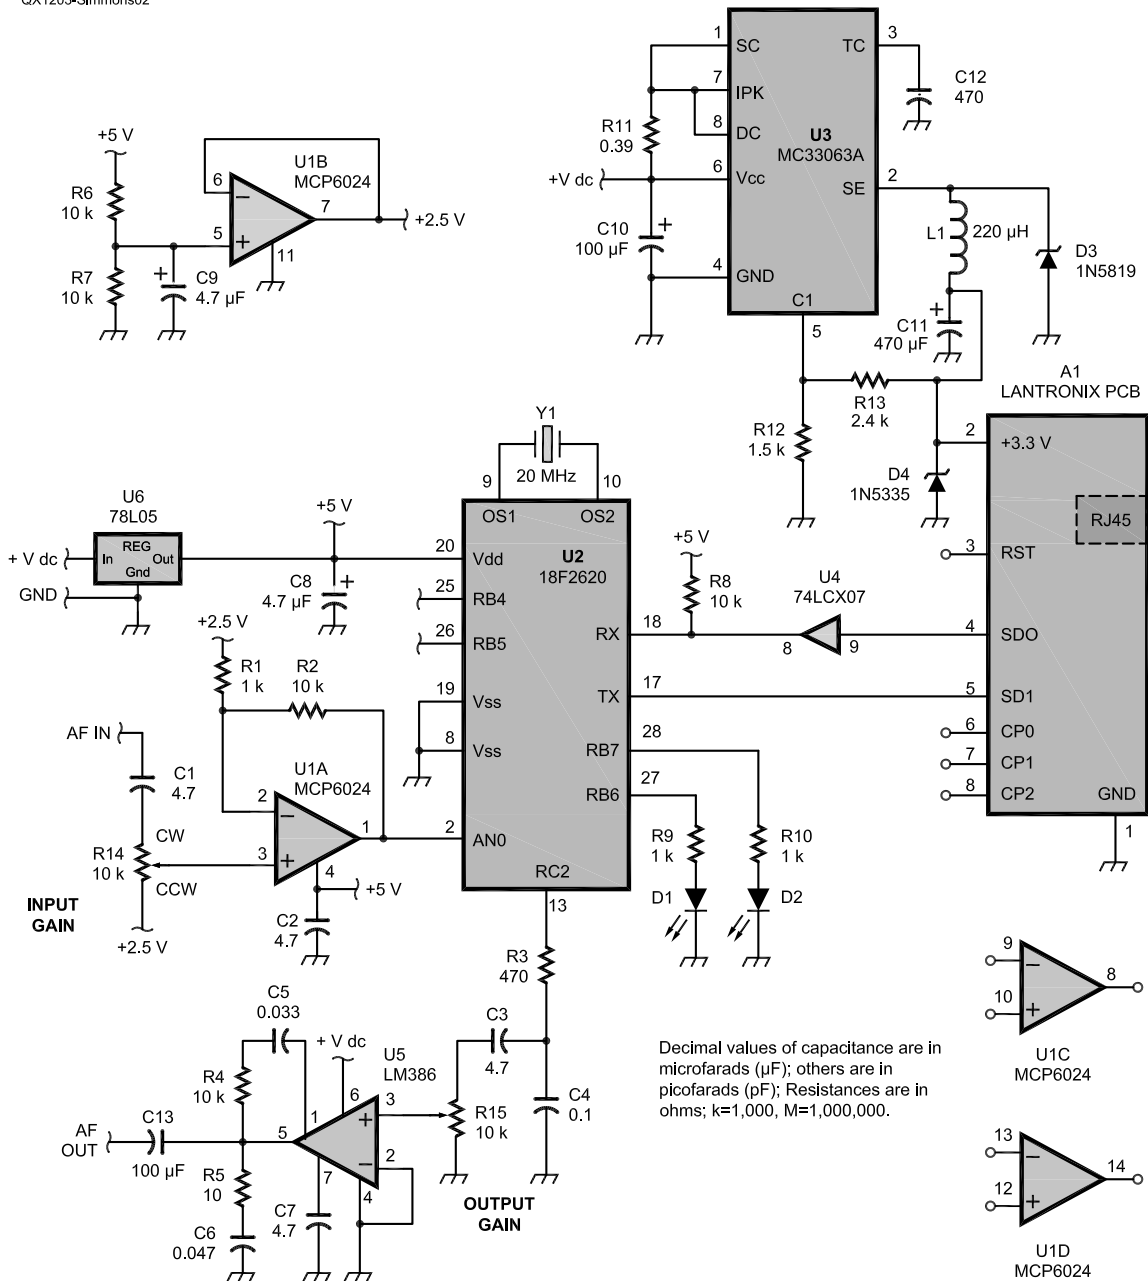 QX1203-Simmons02
+5 V
R6
10 k
R7
10 k
C9
4.7 µF
+
U1B
MCP6024
6
5
7
11
−
+
+2.5 V
1
SC
7
IPK
8
DC
6
Vcc
4
GND
C1
5
TC
3
SE
2
U3
MC33063A
C12
470
R11
0.39
+V dc
C10
100 µF
+
L1
220 µH
D3
1N5819
+
C11
470 µF
R13
2.4 k
R12
1.5 k
D4
1N5335
A1
LANTRONIX PCB
2
+3.3 V
RJ45
3
RST
4
SDO
5
SD1
6
CP0
7
CP1
8
CP2
GND
1
Y1
20 MHz
9
10
OS1
OS2
U2
18F2620
20
Vdd
25
RB4
26
RB5
19
Vss
8
Vss
2
AN0
RX
18
TX
17
RB7
28
RB6
27
RC2
13
U6
78L05
REG
In
Out
Gnd
+ V dc
GND
+5 V
C8
4.7 µF
+
+5 V
R8
10 k
U4
74LCX07
8
9
+2.5 V
R1
1 k
R2
10 k
AF IN
C1
4.7
CW
R14
10 k
CCW
INPUT
GAIN
+2.5 V
U1A
MCP6024
2
−
3
+
1
4
+5 V
C2
4.7
R9
1 k
R10
1 k
D1
D2
R3
470
C3
4.7
C4
0.1
R15
10 k
OUTPUT
GAIN
C5
0.033
+ V dc
U5
LM386
R4
10 k
AF
OUT
C13
100 µF
R5
10
C6
0.047
C7
4.7
5
1
6
3
+
2
−
7
4
Decimal values of capacitance are in
microfarads (µF); others are in
picofarads (pF); Resistances are in
ohms; k=1,000, M=1,000,000.
9
−
10
+
8
U1C
MCP6024
13
−
12
+
14
U1D
MCP6024